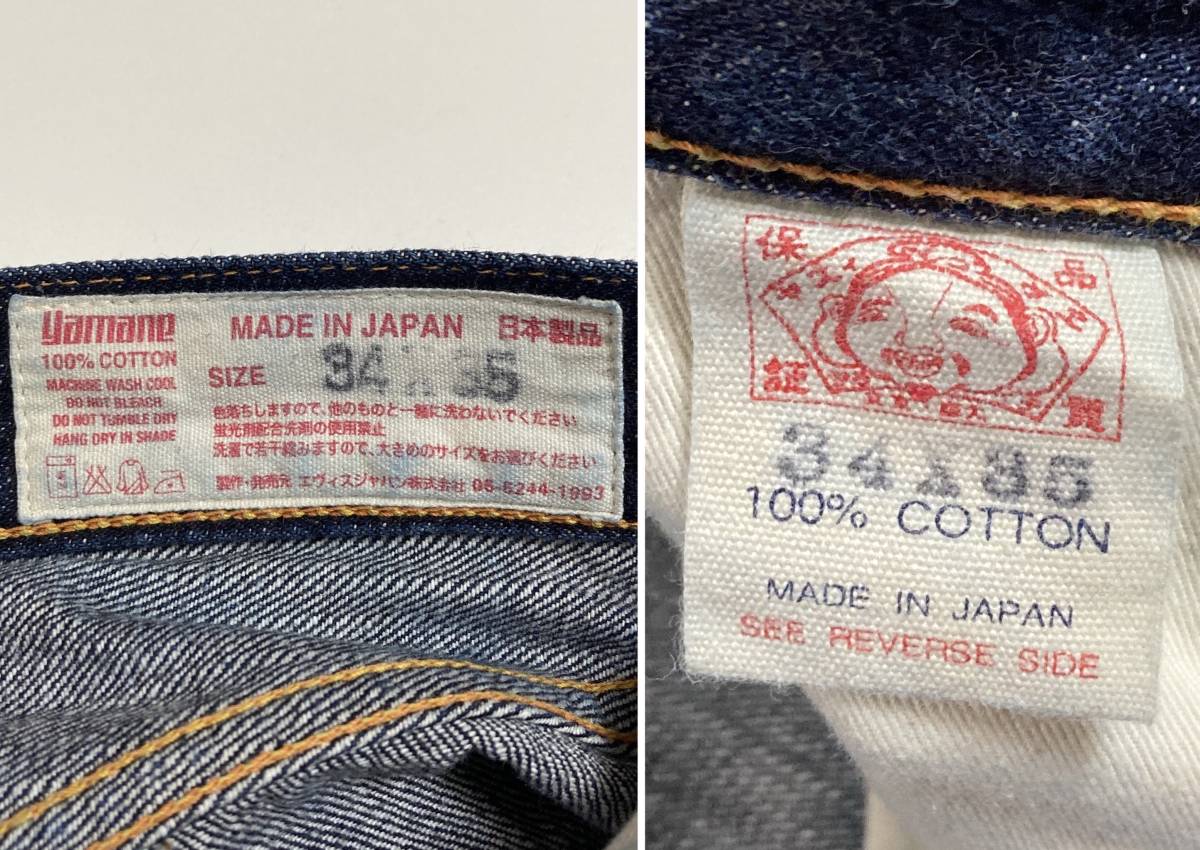 yamane
100% COTTON
MACHINE WASH COOL
DO NOT BLEACH
DO NOT TUMBLE DRY
HANG DRY IN SHADE
MADE IN JAPAN 日本製品
SIZE 34 x 35
色落ちしますので、他のものと一緒に洗わないでください
蛍光剤配合洗剤の使用禁止
洗濯で若干縮みますので、大きめのサイズをお選びください
製作・発売元 エヴィスジャパン株式会社 06-6244-1993
保 品
証 質
34 x 35
100% COTTON
MADE IN JAPAN
SEE REVERSE SIDE